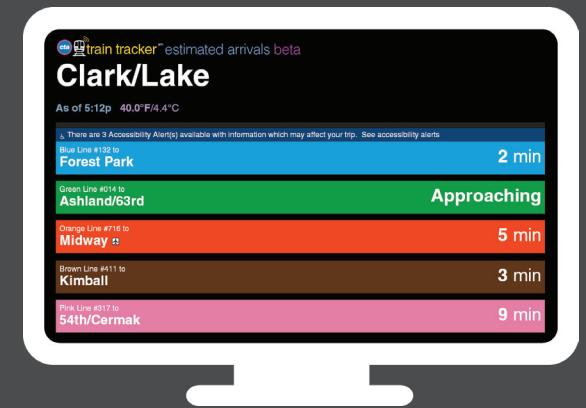 cta train tracker℠ estimated arrivals beta
Clark/Lake
As of 5:12p 40.0°F/4.4°C
There are 3 Accessibility Alert(s) available with information which may affect your trip. See accessibility alerts
Blue Line #132 to
Forest Park
2 min
Green Line #014 to
Ashland/63rd
Approaching
Orange Line #716 to
Midway
5 min
Brown Line #411 to
Kimball
3 min
Pink Line #317 to
54th/Cermak
9 min